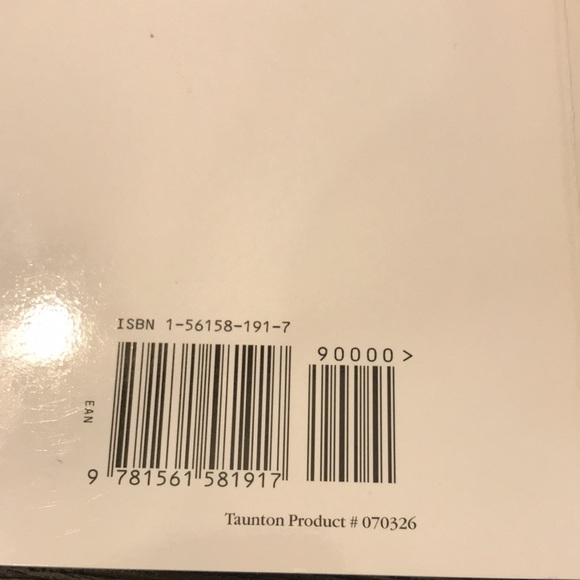 ISBN 1-56158-191-7
90000 >
EAN
9 781561 581917
Taunton Product # 070326